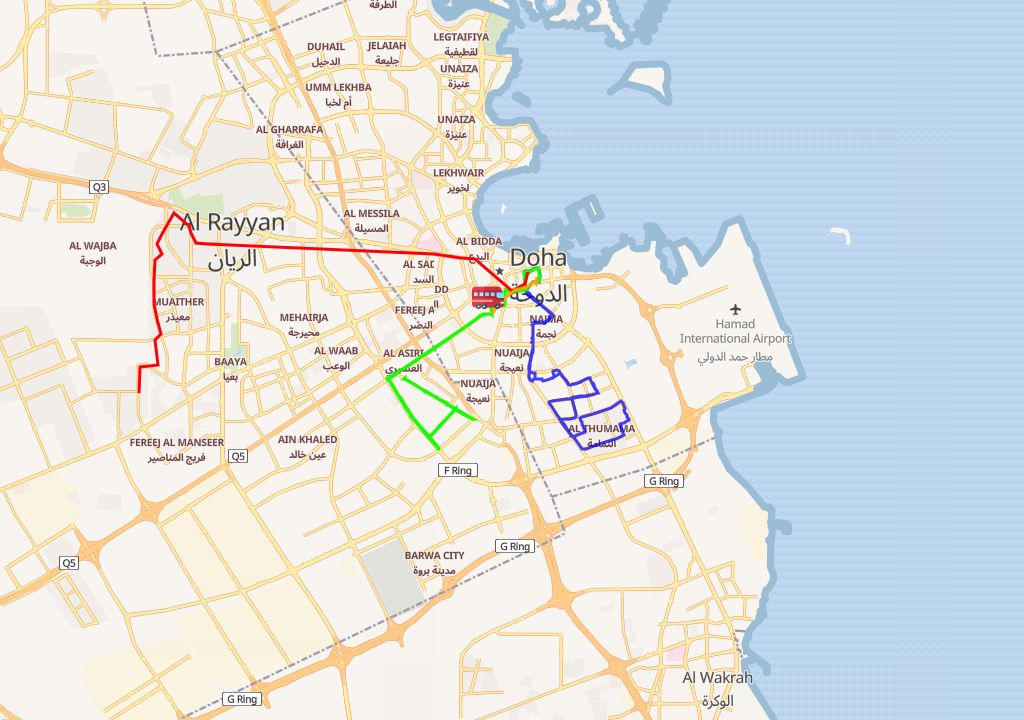 الطرفة
LEGTAIFIYA
لقطيفية
DUHAIL
الدحيل
JELAIAH
جليعة
UNAIZA
عنيزة
UMM LEKHBA
أم لخبا
AL GHARRAFA
الغرافة
UNAIZA
عنيزة
LEKHWAIR
لخوير
Q3
AL MESSILA
المسيلة
Al Rayyan
الريان
AL WAJBA
الوجبة
AL BIDDA
البدع
Doha
الدوحة
AL SAD
السد
DD
ال
MUAITHER
معيذر
MEHAIRJA
محيرجة
FEREEJ A
النصر
NAJMA
نجمة
Hamad
International Airport
مطار حمد الدولي
BAAYA
بعيا
AL WAAB
الوعب
AL ASIRI
العسيري
NUAIJA
نعيجة
NUAIJA
نعيجة
AL THUMAMA
الثمامة
FEREEJ AL MANSEER
فريج المناصير
AIN KHALED
عين خالد
Q5
F Ring
G Ring
G Ring
BARWA CITY
مدينة بروة
Q5
Al Wakrah
الوكرة
G Ring